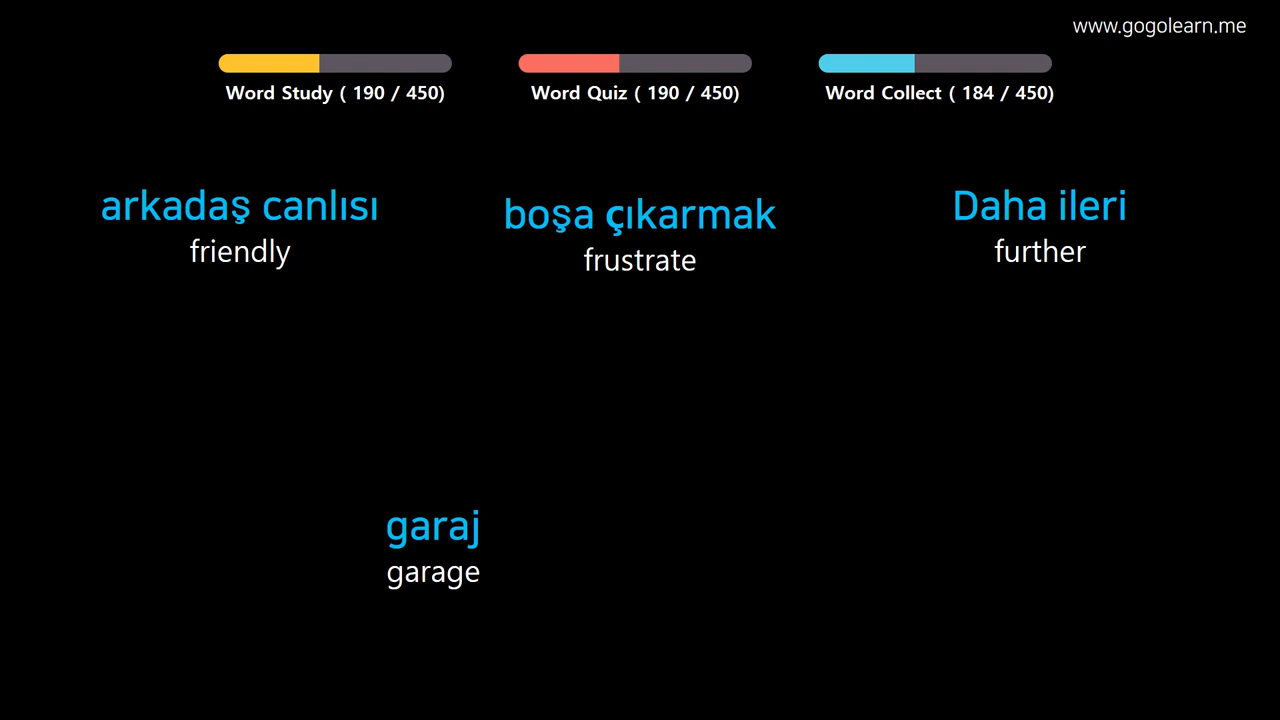 www.gogolearn.me
Word Study ( 190 / 450)
Word Quiz ( 190 / 450)
Word Collect ( 184 / 450)
arkadaş canlısı
friendly
boşa çıkarmak
frustrate
Daha ileri
further
garaj
garage